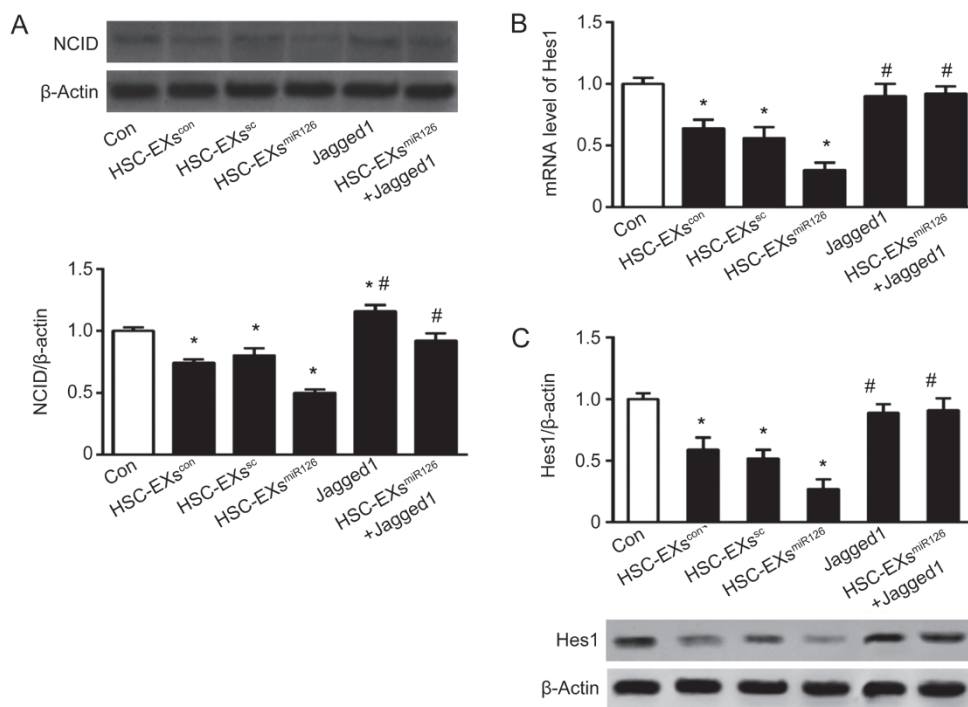 A
NCID
β-Actin
Con
HSC-EXsᶜᵒⁿ
HSC-EXsˢᶜ
HSC-EXsᵐⁱᴿ¹²⁶
Jagged1
HSC-EXsᵐⁱᴿ¹²⁶
+Jagged1
NCID/β-actin
1.5
1.0
0.5
0
*
*
*
* #
#
Con
HSC-EXsᶜᵒⁿ
HSC-EXsˢᶜ
HSC-EXsᵐⁱᴿ¹²⁶
Jagged1
HSC-EXsᵐⁱᴿ¹²⁶
+Jagged1
B
mRNA level of Hes1
1.5
1.0
0.5
0
*
*
*
#
#
Con
HSC-EXsᶜᵒⁿ
HSC-EXsˢᶜ
HSC-EXsᵐⁱᴿ¹²⁶
Jagged1
HSC-EXsᵐⁱᴿ¹²⁶
+Jagged1
C
Hes1/β-actin
1.5
1.0
0.5
0
*
*
*
#
#
Con
HSC-EXsᶜᵒⁿ`
HSC-EXsˢᶜ
HSC-EXsᵐⁱᴿ¹²⁶
Jagged1
HSC-EXsᵐⁱᴿ¹²⁶
+Jagged1
Hes1
β-Actin